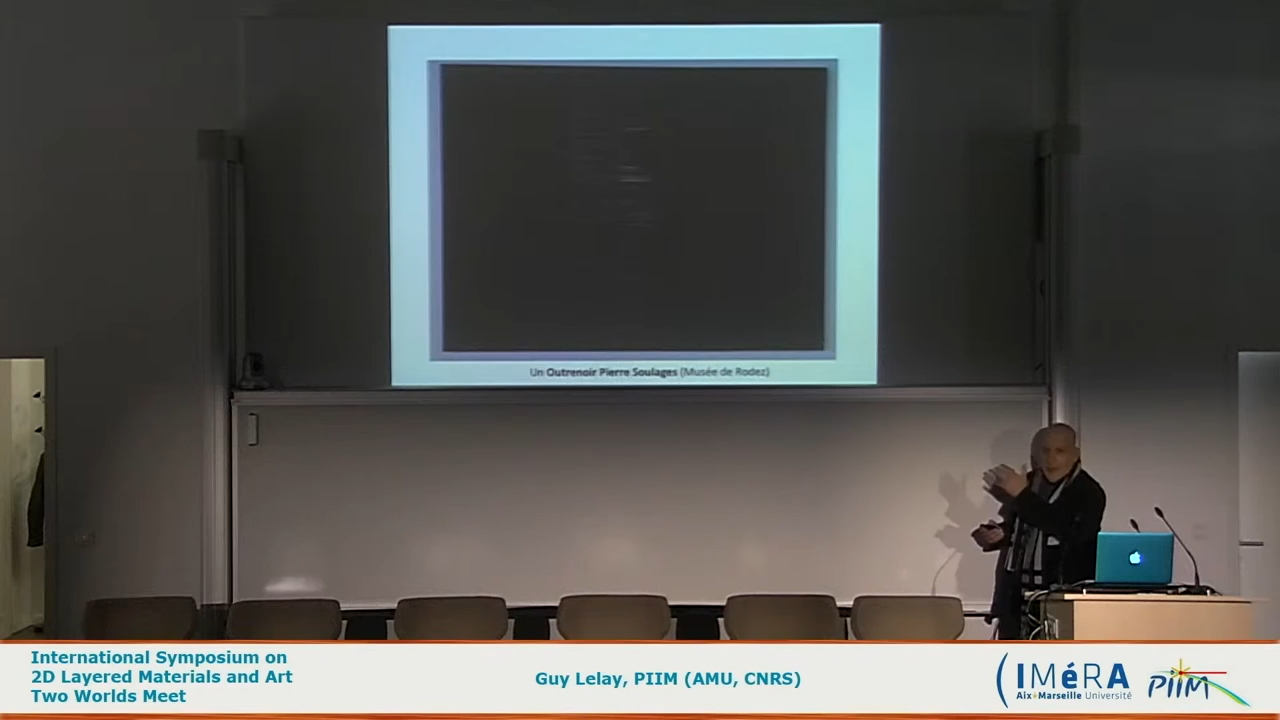 Un Outrenoir Pierre Soulages (Musée de Rodez)
International Symposium on
2D Layered Materials and Art
Two Worlds Meet
Guy Lelay, PIIM (AMU, CNRS)
IMéRA
Aix+Marseille Université
PIIM